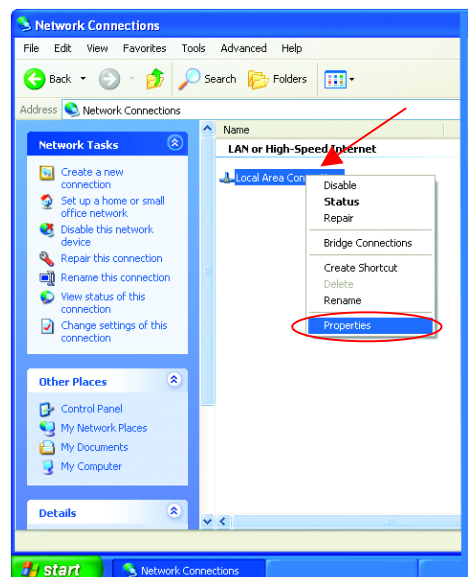 Network Connections
File Edit View Favorites Tools Advanced Help
Back Search Folders
Address Network Connections
Network Tasks
Create a new
connection
Set up a home or small
office network
Disable this network
device
Repair this connection
Rename this connection
View status of this
connection
Change settings of this
connection
Other Places
Control Panel
My Network Places
My Documents
My Computer
Details
Name
LAN or High-Speed Internet
Local Area
Disable
Status
Repair
Bridge Connections
Create Shortcut
Delete
Rename
Properties
start Network Connections